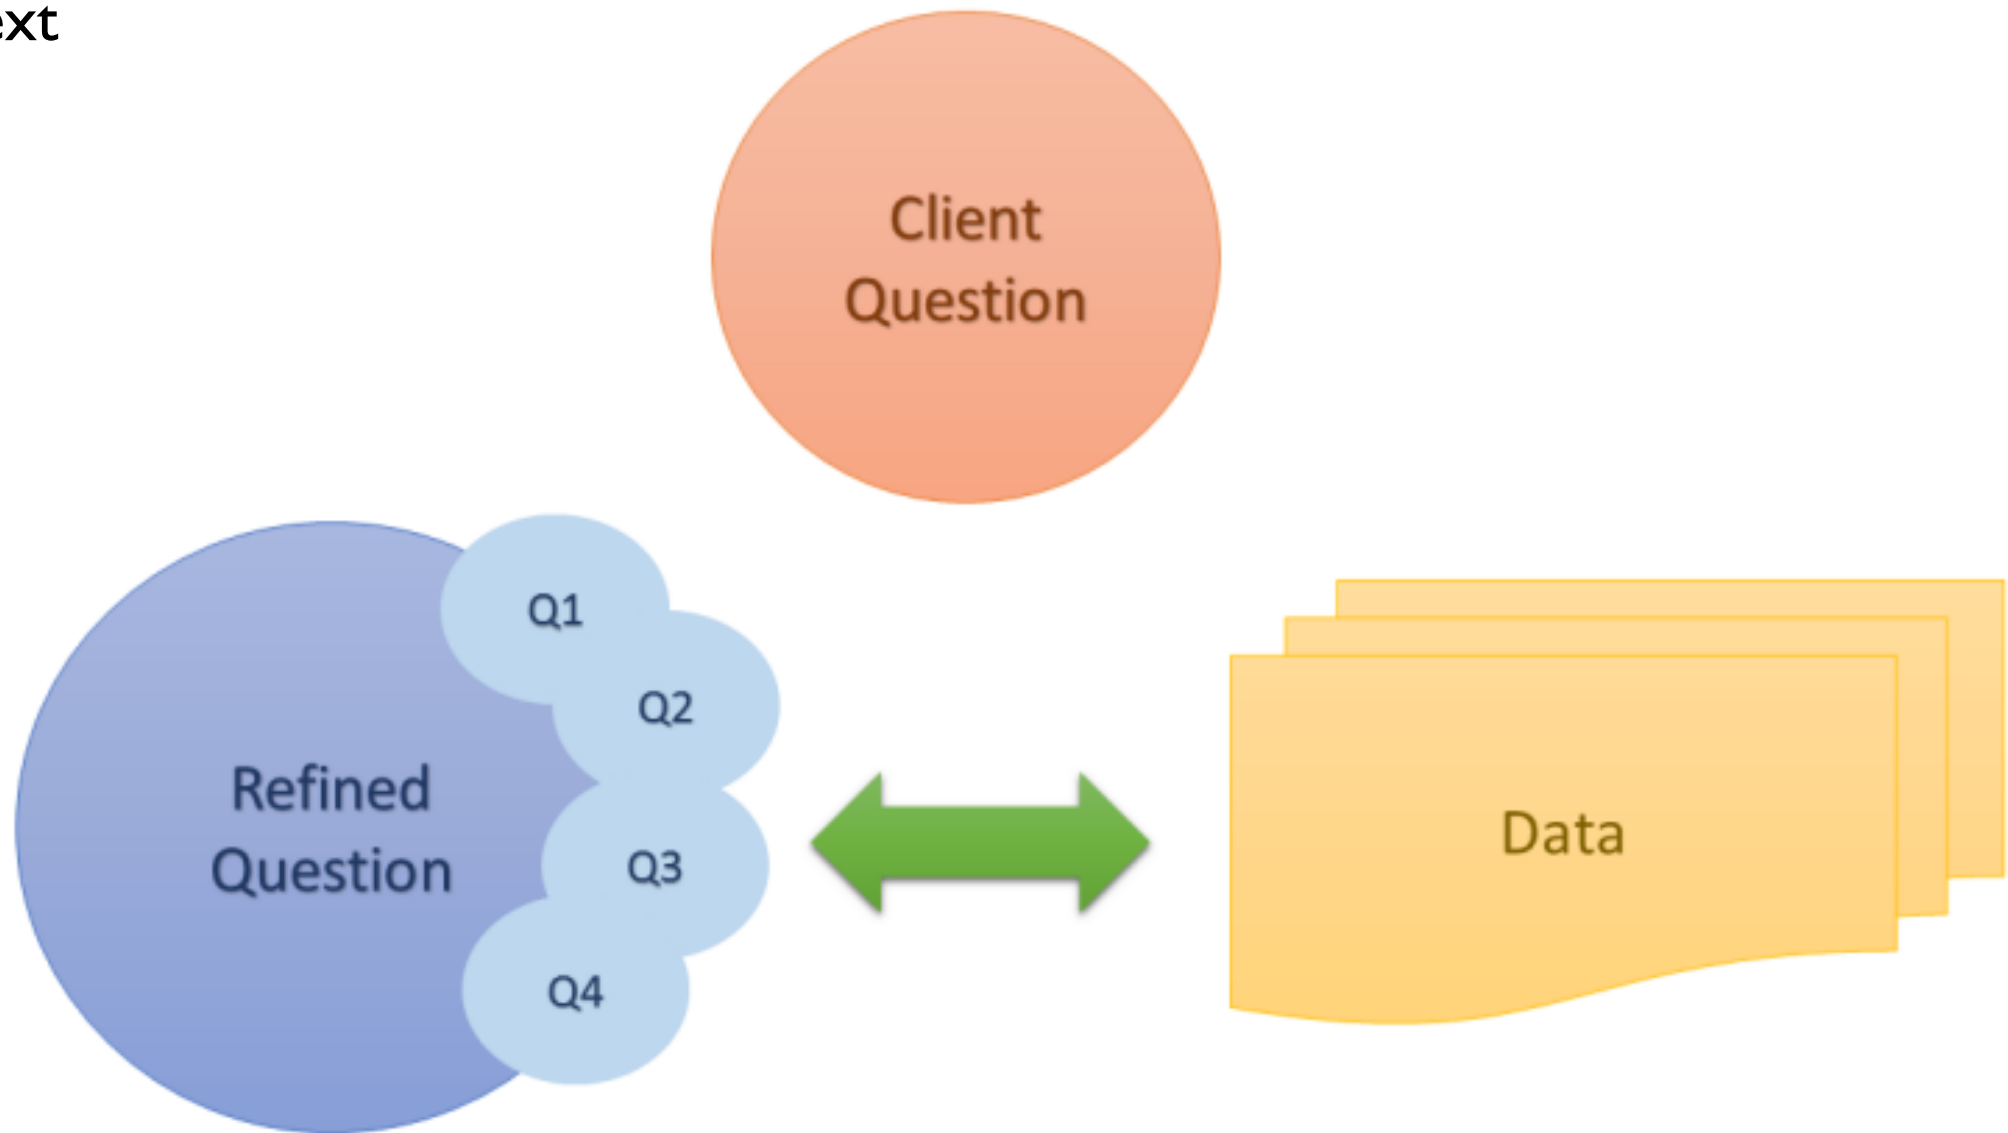 ext
Client
Question
Q1
Q2
Refined
Question
Q3
Q4
Data